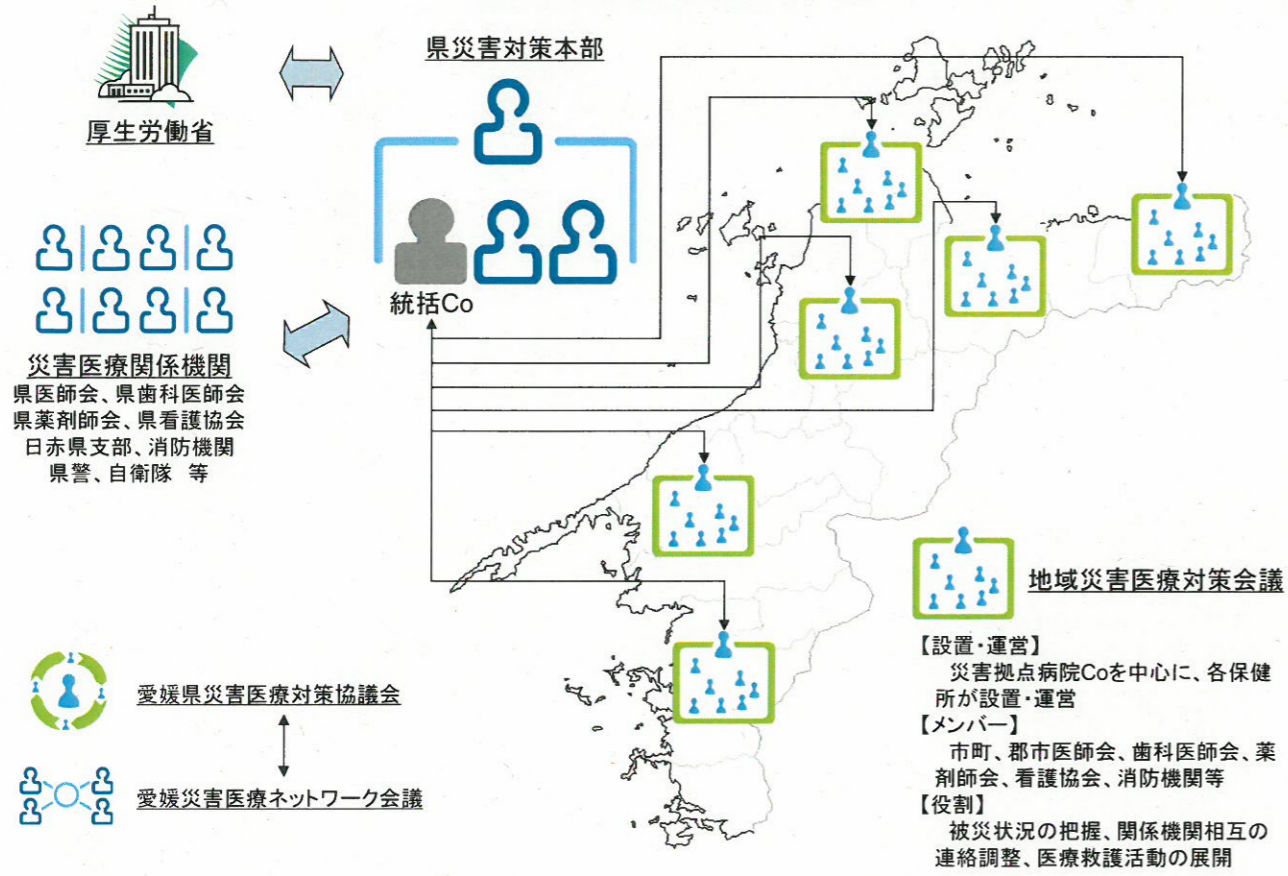 厚生労働省
県災害対策本部
統括Co
災害医療関係機関
県医師会、県歯科医師会
県薬剤師会、県看護協会
日赤県支部、消防機関
県警、自衛隊 等
愛媛県災害医療対策協議会
愛媛災害医療ネットワーク会議
地域災害医療対策会議
【設置・運営】
災害拠点病院Coを中心に、各保健
所が設置・運営
【メンバー】
市町、郡市医師会、歯科医師会、薬
剤師会、看護協会、消防機関等
【役割】
被災状況の把握、関係機関相互の
連絡調整、医療救護活動の展開